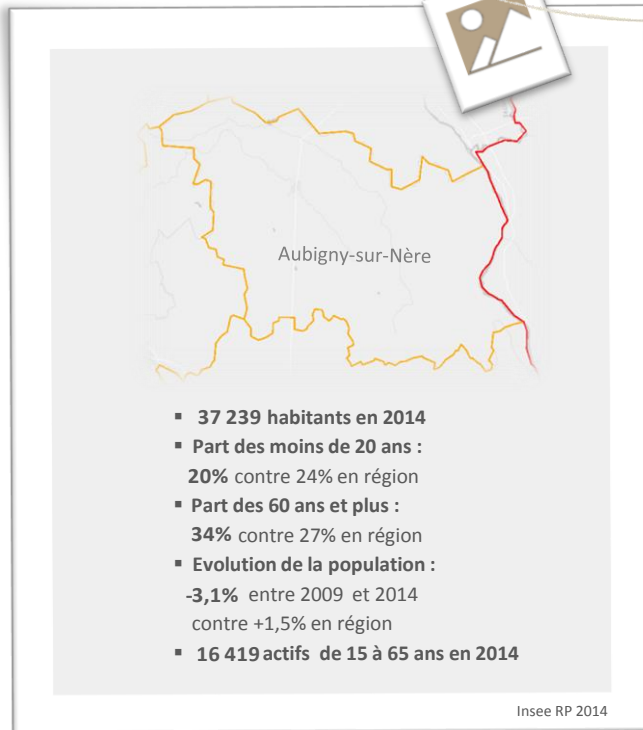 Aubigny-sur-Nère
▪ 37 239 habitants en 2014
▪ Part des moins de 20 ans :
20% contre 24% en région
▪ Part des 60 ans et plus :
34% contre 27% en région
▪ Evolution de la population :
-3,1% entre 2009 et 2014
contre +1,5% en région
▪ 16 419 actifs de 15 à 65 ans en 2014
Insee RP 2014